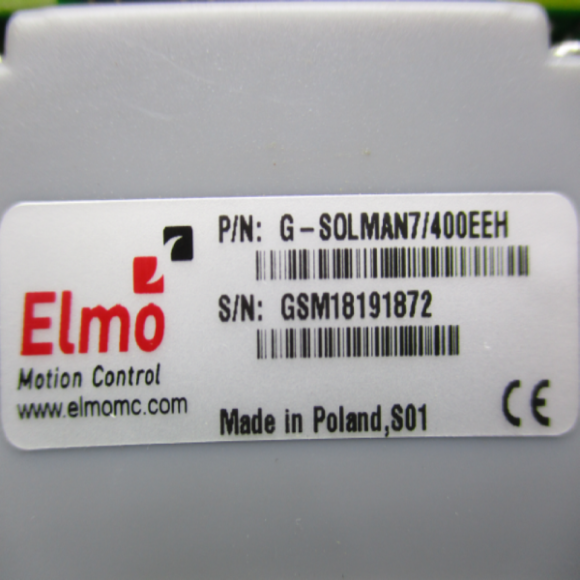 Elmo
Motion Control
www.elmomc.com
P/N: G-SOLMAN7/400EEH
S/N: GSM18191872
Made in Poland,S01
CE